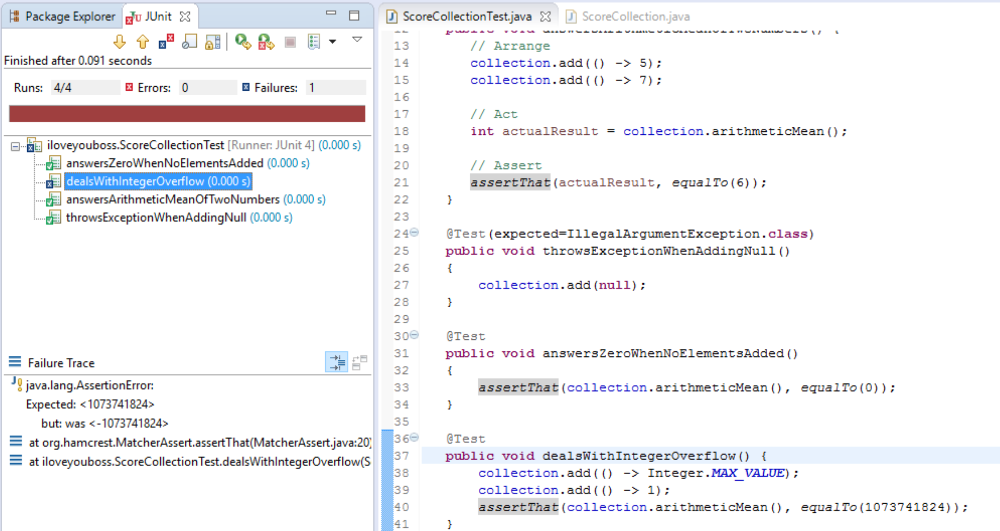 Package Explorer JUnit
Finished after 0.091 seconds
Runs: 4/4 Errors: 0 Failures: 1
iloveyouboss.ScoreCollectionTest [Runner: JUnit 4] (0.000 s)
answersZeroWhenNoElementsAdded (0.000 s)
dealsWithIntegerOverflow (0.000 s)
answersArithmeticMeanOfTwoNumbers (0.000 s)
throwsExceptionWhenAddingNull (0.000 s)
Failure Trace
java.lang.AssertionError:
Expected: <1073741824>
but: was <-1073741824>
at org.hamcrest.MatcherAssert.assertThat(MatcherAssert.java:20)
at iloveyouboss.ScoreCollectionTest.dealsWithIntegerOverflow(S
ScoreCollectionTest.java ScoreCollection.java
12 public void answersArithmeticMeanOfTwoNumbers() {
13 // Arrange
14 collection.add(() -> 5);
15 collection.add(() -> 7);
16
17 // Act
18 int actualResult = collection.arithmeticMean();
19
20 // Assert
21 assertThat(actualResult, equalTo(6));
22 }
23
24 @Test(expected=IllegalArgumentException.class)
25 public void throwsExceptionWhenAddingNull()
26 {
27 collection.add(null);
28 }
29
30 @Test
31 public void answersZeroWhenNoElementsAdded()
32 {
33 assertThat(collection.arithmeticMean(), equalTo(0));
34 }
35
36 @Test
37 public void dealsWithIntegerOverflow() {
38 collection.add(() -> Integer.MAX_VALUE);
39 collection.add(() -> 1);
40 assertThat(collection.arithmeticMean(), equalTo(1073741824));
41 }